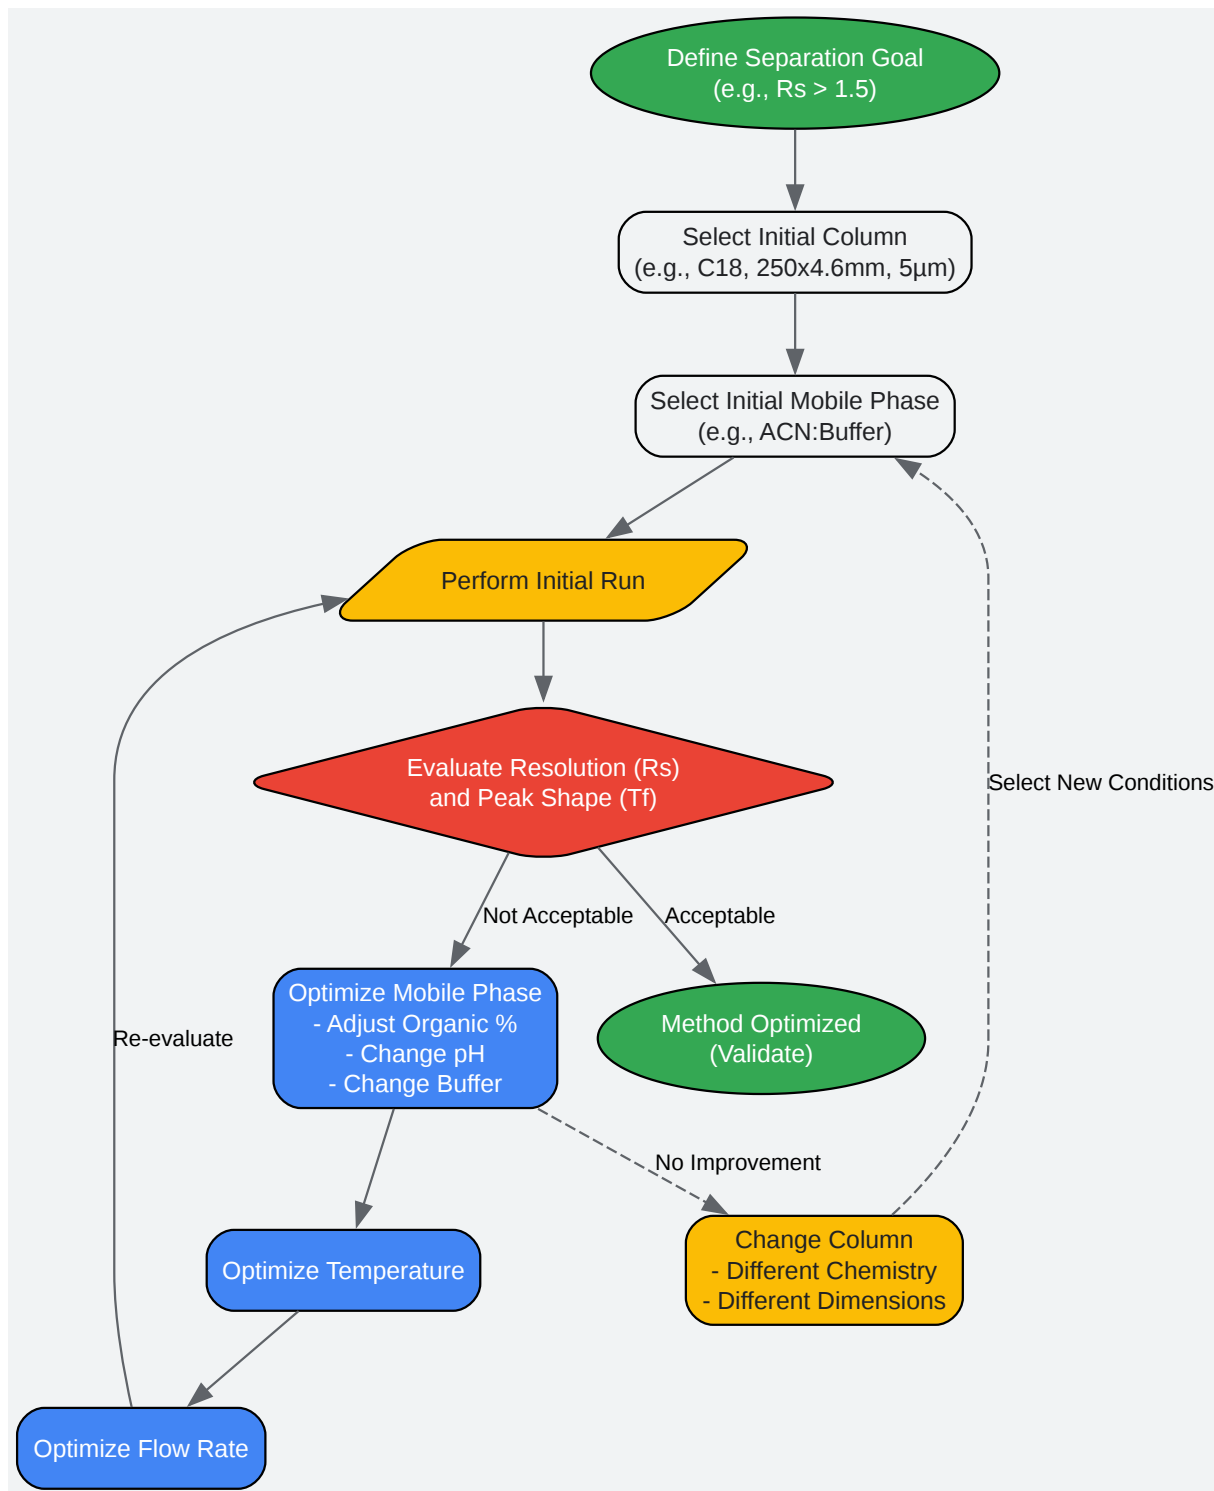 Define Separation Goal
(e.g., Rs > 1.5)
Select Initial Column
(e.g., C18, 250x4.6mm, 5µm)
Select Initial Mobile Phase
(e.g., ACN:Buffer)
Perform Initial Run
Evaluate Resolution (Rs)
and Peak Shape (Tf)
Select New Conditions
Not Acceptable
Acceptable
Optimize Mobile Phase
- Adjust Organic %
- Change pH
- Change Buffer
Method Optimized
(Validate)
Re-evaluate
No Improvement
Optimize Temperature
Change Column
- Different Chemistry
- Different Dimensions
Optimize Flow Rate